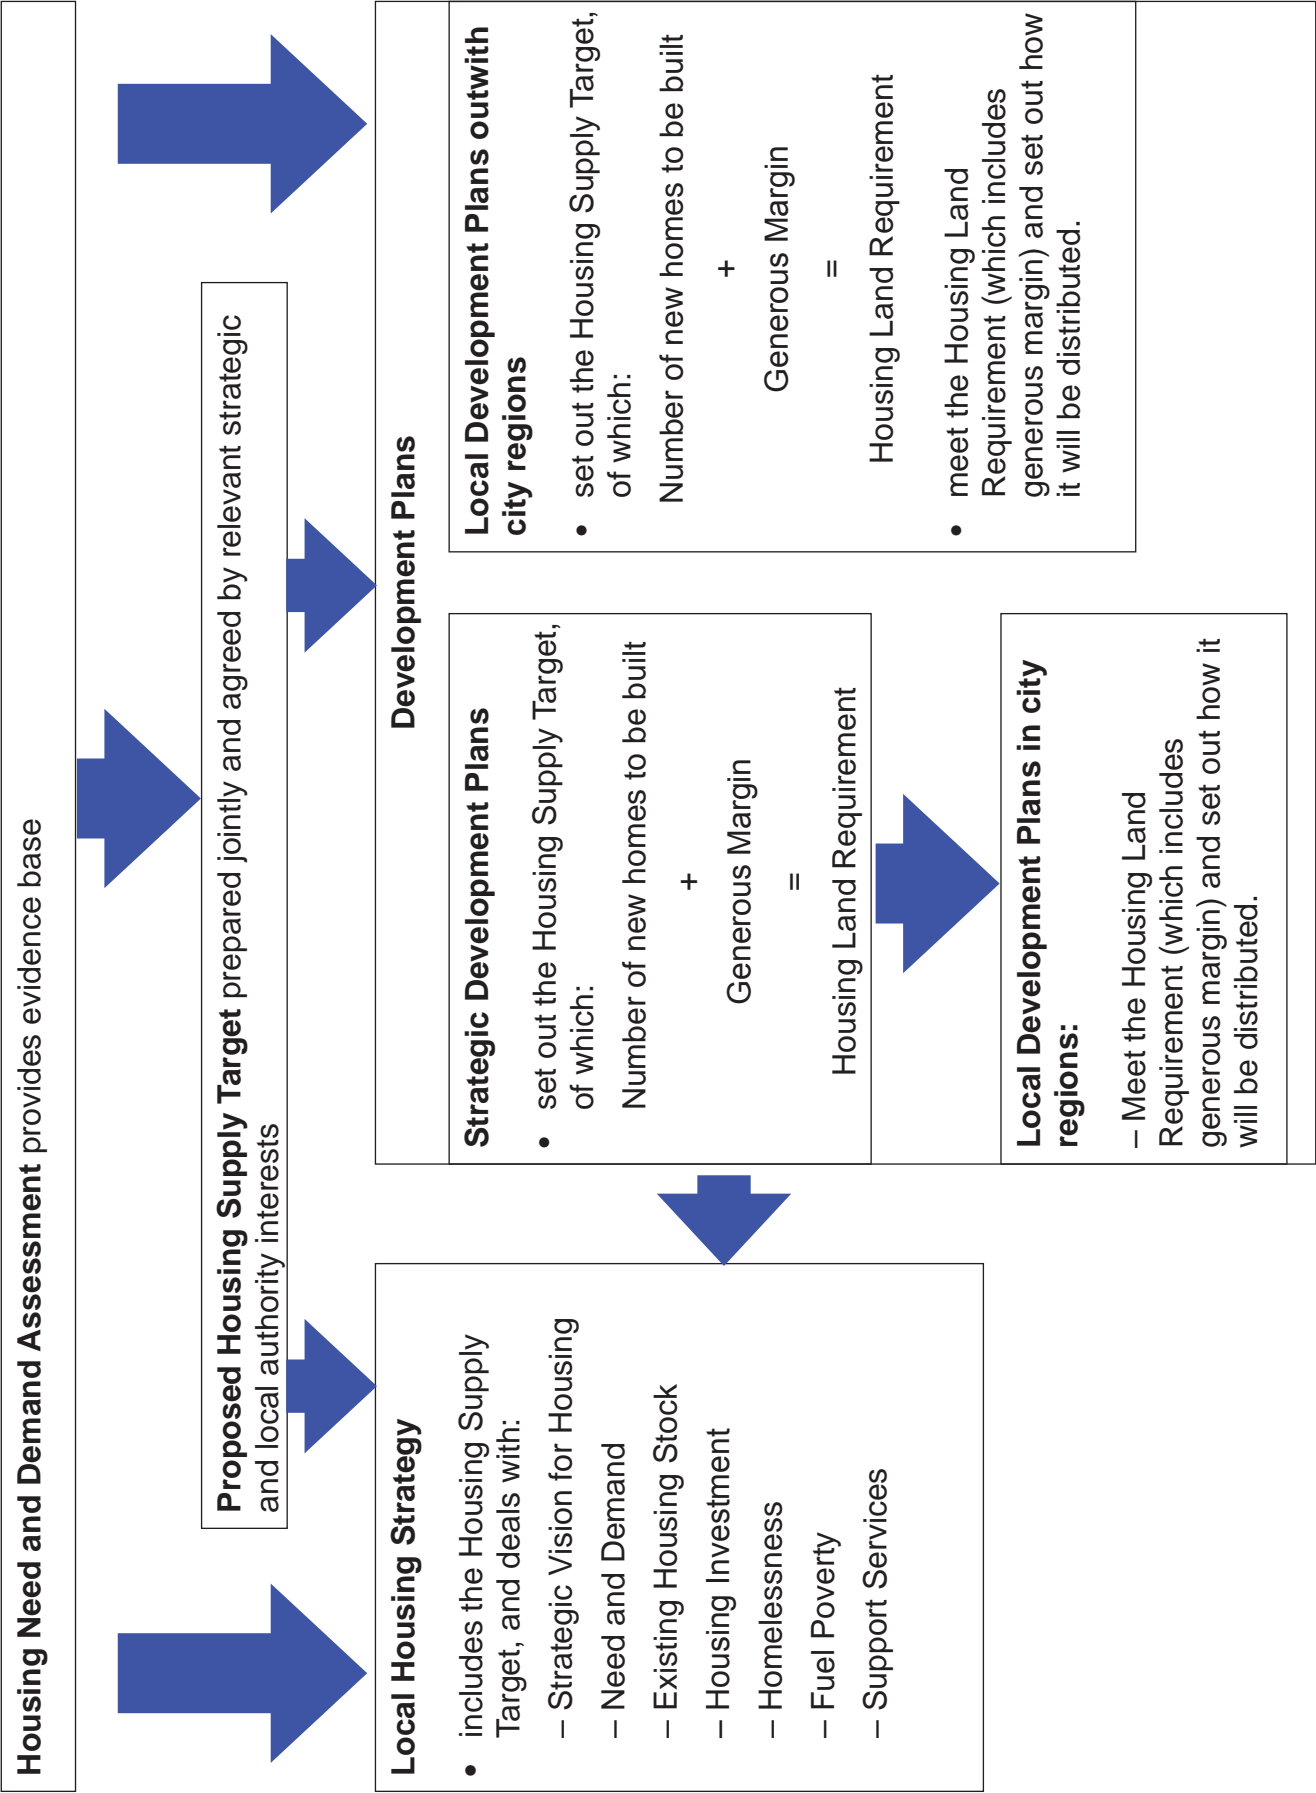 Housing Need and Demand Assessment provides evidence base
Proposed Housing Supply Target prepared jointly and agreed by relevant strategic
and local authority interests
Local Housing Strategy
• includes the Housing Supply
Target, and deals with:
– Strategic Vision for Housing
– Need and Demand
– Existing Housing Stock
– Housing Investment
– Homelessness
– Fuel Poverty
– Support Services
Development Plans
Strategic Development Plans
• set out the Housing Supply Target,
of which:
Number of new homes to be built
+
Generous Margin
=
Housing Land Requirement
Local Development Plans in city
regions:
– Meet the Housing Land
Requirement (which includes
generous margin) and set out how it
will be distributed.
Local Development Plans outwith
city regions
• set out the Housing Supply Target,
of which:
Number of new homes to be built
+
Generous Margin
=
Housing Land Requirement
• meet the Housing Land
Requirement (which includes
generous margin) and set out how
it will be distributed.